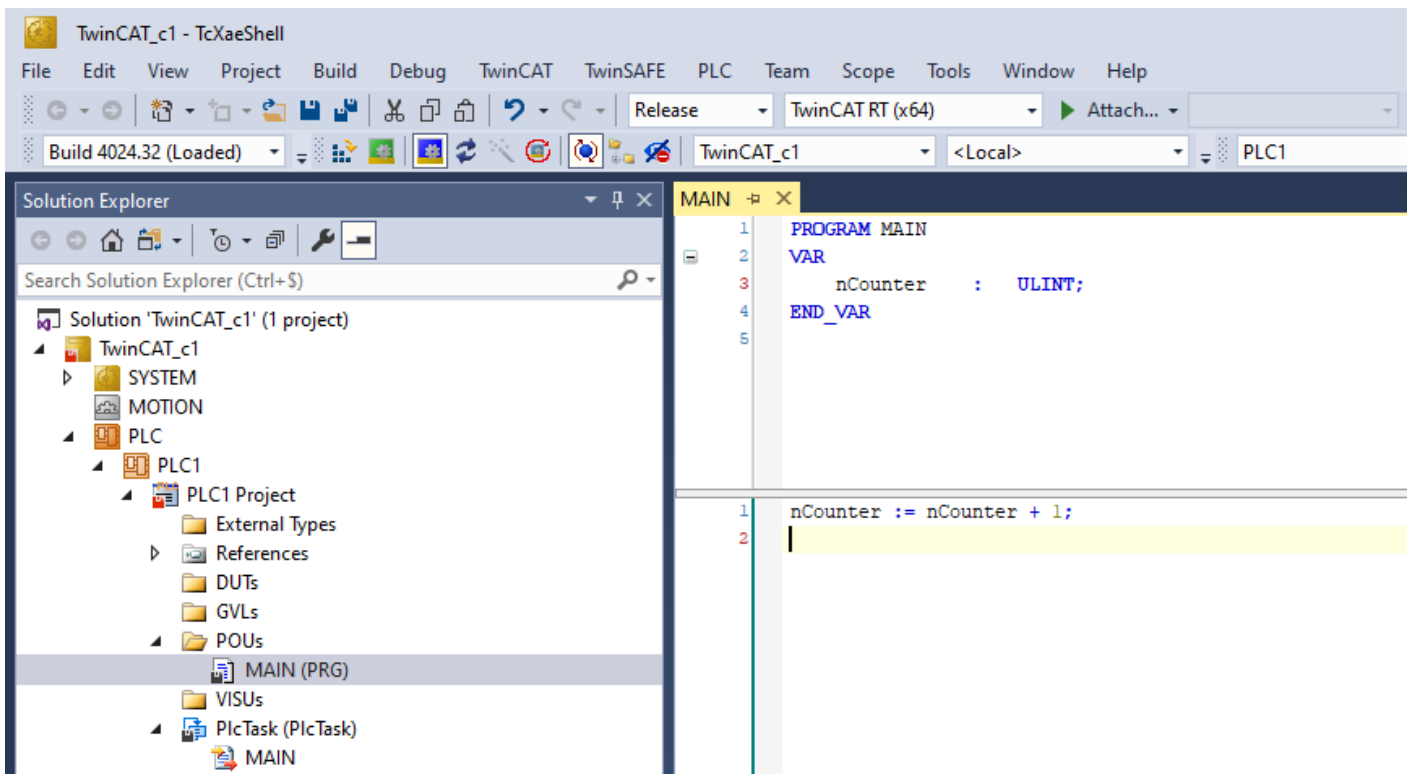 TwinCAT_c1 - TcXaeShell
File Edit View Project Build Debug TwinCAT TwinSAFE PLC Team Scope Tools Window Help
Release TwinCAT RT (x64) Attach...
Build 4024.32 (Loaded) TwinCAT_c1 <Local> PLC1
Solution Explorer
Search Solution Explorer (Ctrl+$)
Solution 'TwinCAT_c1' (1 project)
TwinCAT_c1
SYSTEM
MOTION
PLC
PLC1
PLC1 Project
External Types
References
DUTs
GVLs
POUs
MAIN (PRG)
VISUs
PlcTask (PlcTask)
MAIN
MAIN
1 PROGRAM MAIN
2 VAR
3 nCounter : ULINT;
4 END_VAR
5
1 nCounter := nCounter + 1;
2